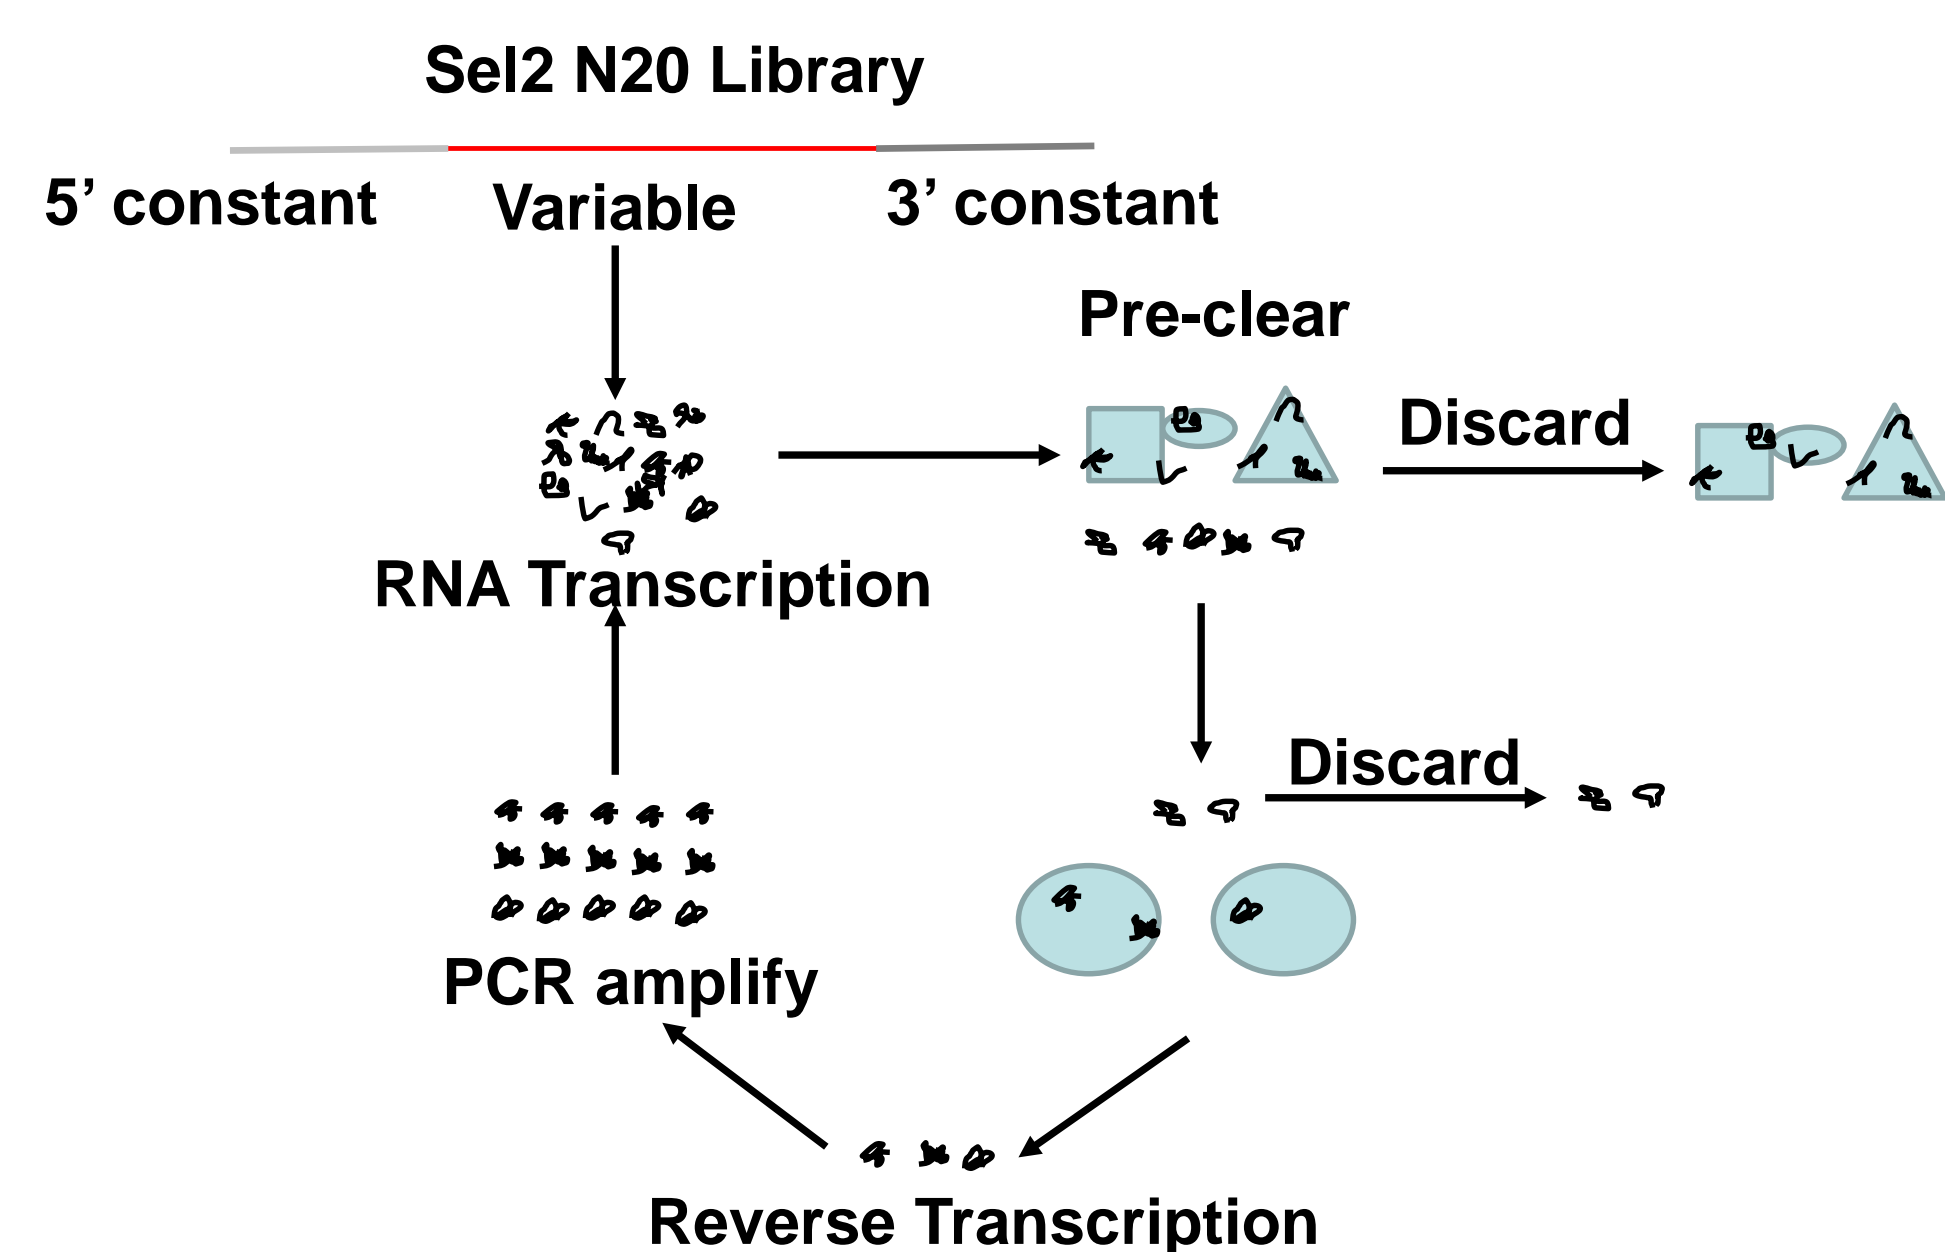 Sel2 N20 Library
5’ constant
Variable
3’ constant
Pre-clear
Discard
RNA Transcription
Discard
PCR amplify
Reverse Transcription